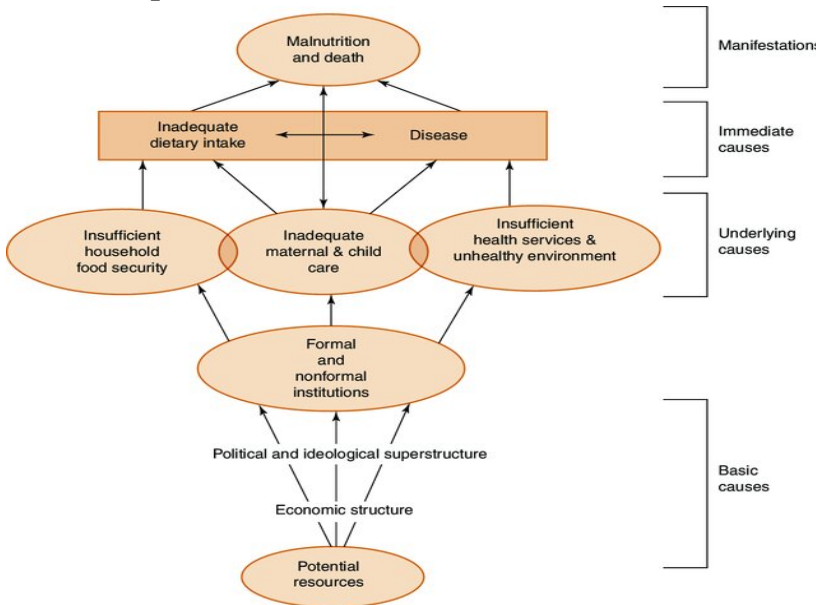 Malnutrition
and death
Manifestations
Inadequate
dietary intake
Disease
Immediate
causes
Insufficient
household
food security
Inadequate
maternal & child
care
Insufficient
health services &
unhealthy environment
Underlying
causes
Formal
and
nonformal
institutions
Political and ideological superstructure
Economic structure
Basic
causes
Potential
resources